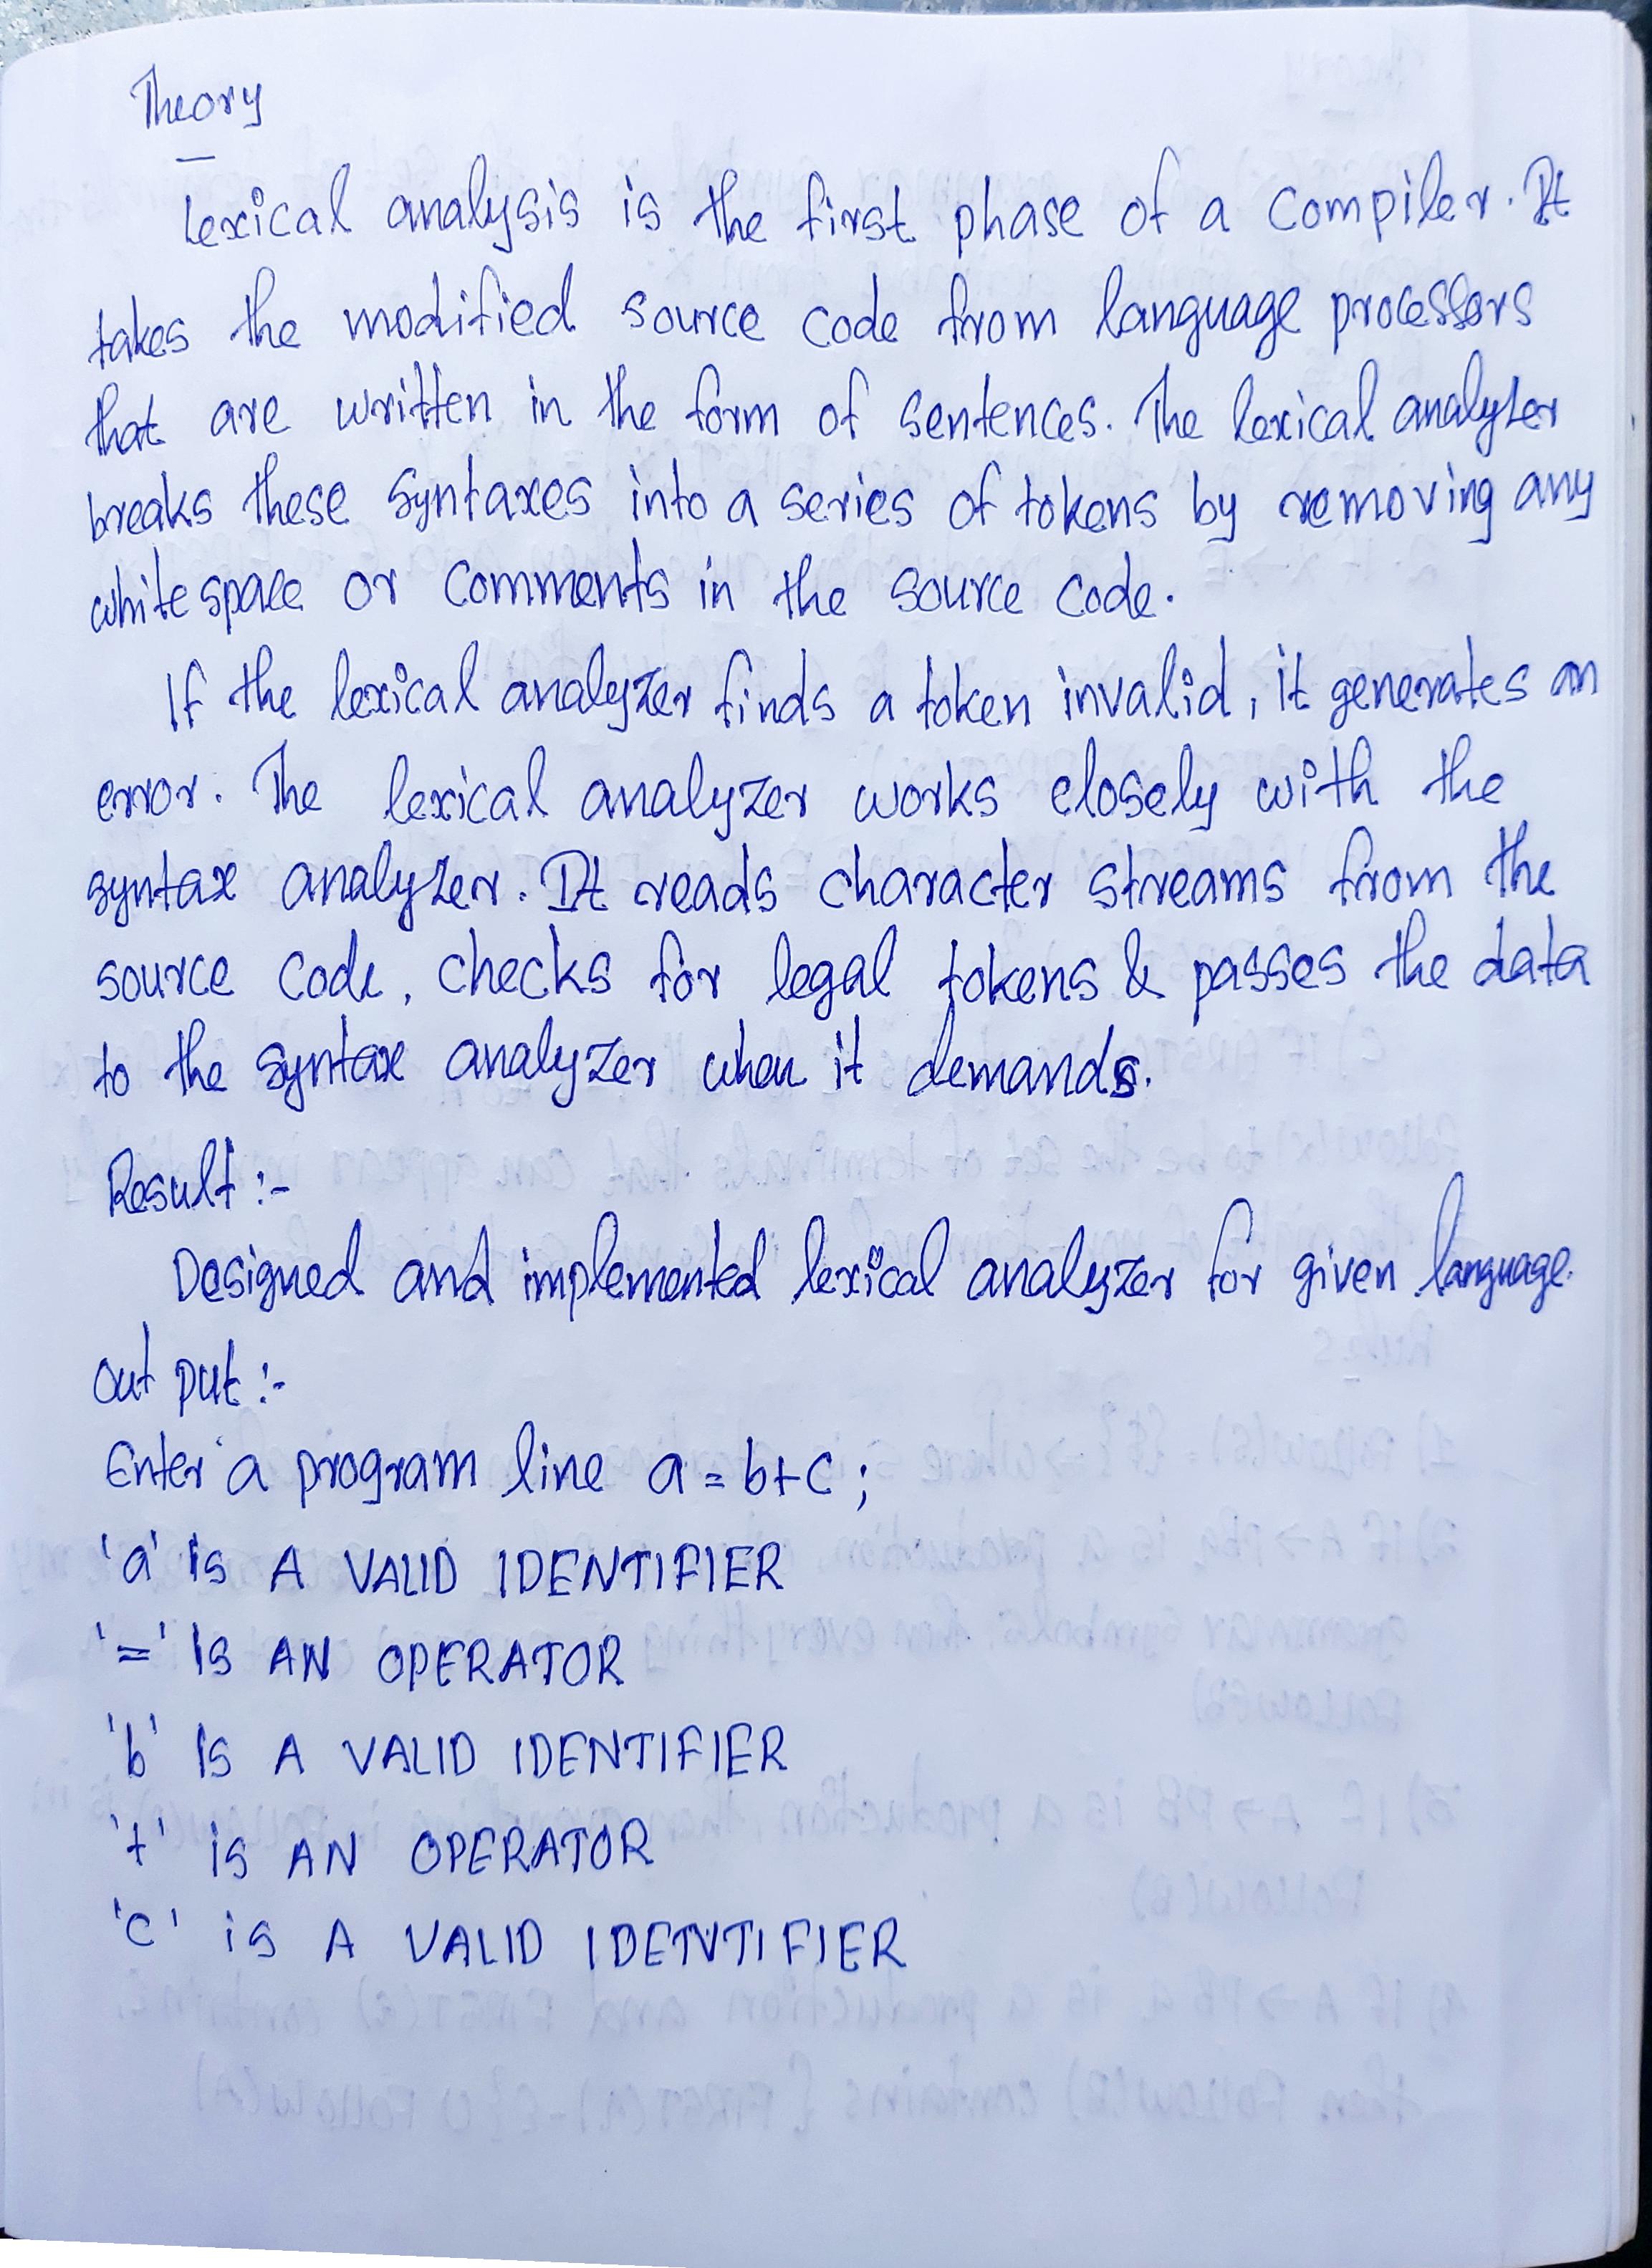 Theory
Lexical analysis is the first phase of a compiler. It
takes the modified source code from language processors
that are written in the form of sentences. The lexical analyzer
breaks these syntaxes into a series of tokens by removing any
whitespace or comments in the source code.
If the lexical analyzer finds a token invalid, it generates an
error. The lexical analyzer works closely with the
syntax analyzer. It reads character streams from the
source code, checks for legal tokens & passes the data
to the syntax analyzer when it demands.
Result :-
Designed and implemented lexical analyzer for given language.
Out put :-
Enter a program line a = b+c ;
'a' is A VALID IDENTIFIER
'=' is AN OPERATOR
'b' is A VALID IDENTIFIER
'+' is AN OPERATOR
'c' is A VALID IDETNTIFIER